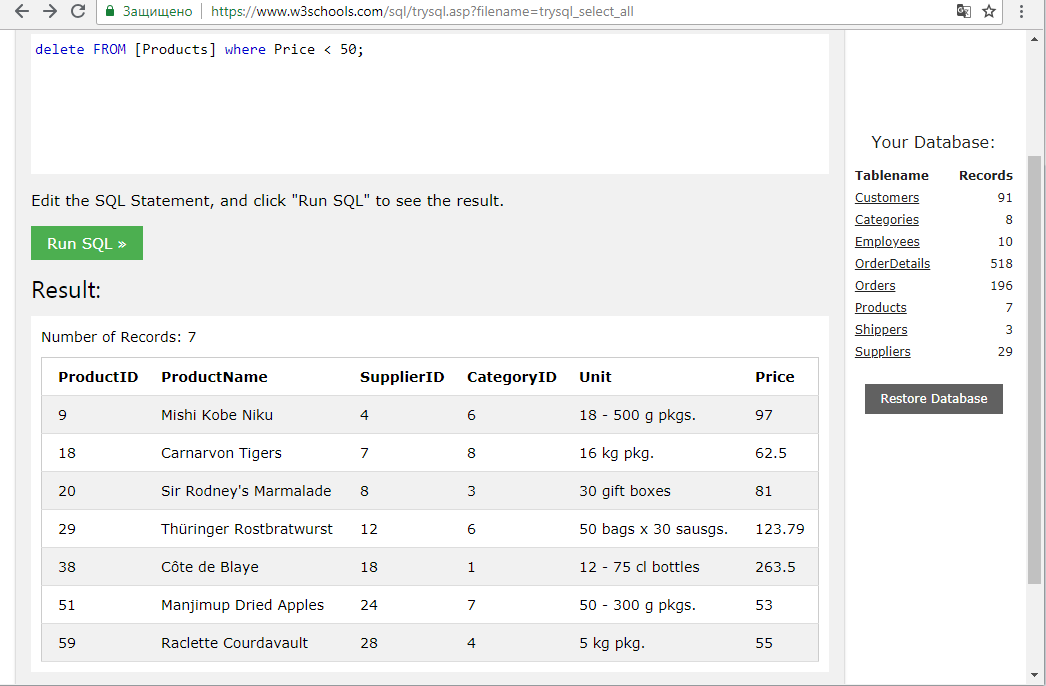 Защищено https://www.w3schools.com/sql/trysql.asp?filename=trysql_select_all
delete FROM [Products] where Price < 50;
Edit the SQL Statement, and click "Run SQL" to see the result.
Run SQL »
Result:
Number of Records: 7
ProductID ProductName SupplierID CategoryID Unit Price
9 Mishi Kobe Niku 4 6 18 - 500 g pkgs. 97
18 Carnarvon Tigers 7 8 16 kg pkg. 62.5
20 Sir Rodney's Marmalade 8 3 30 gift boxes 81
29 Thüringer Rostbratwurst 12 6 50 bags x 30 sausgs. 123.79
38 Côte de Blaye 18 1 12 - 75 cl bottles 263.5
51 Manjimup Dried Apples 24 7 50 - 300 g pkgs. 53
59 Raclette Courdavault 28 4 5 kg pkg. 55
Your Database:
Tablename Records
Customers 91
Categories 8
Employees 10
OrderDetails 518
Orders 196
Products 7
Shippers 3
Suppliers 29
Restore Database